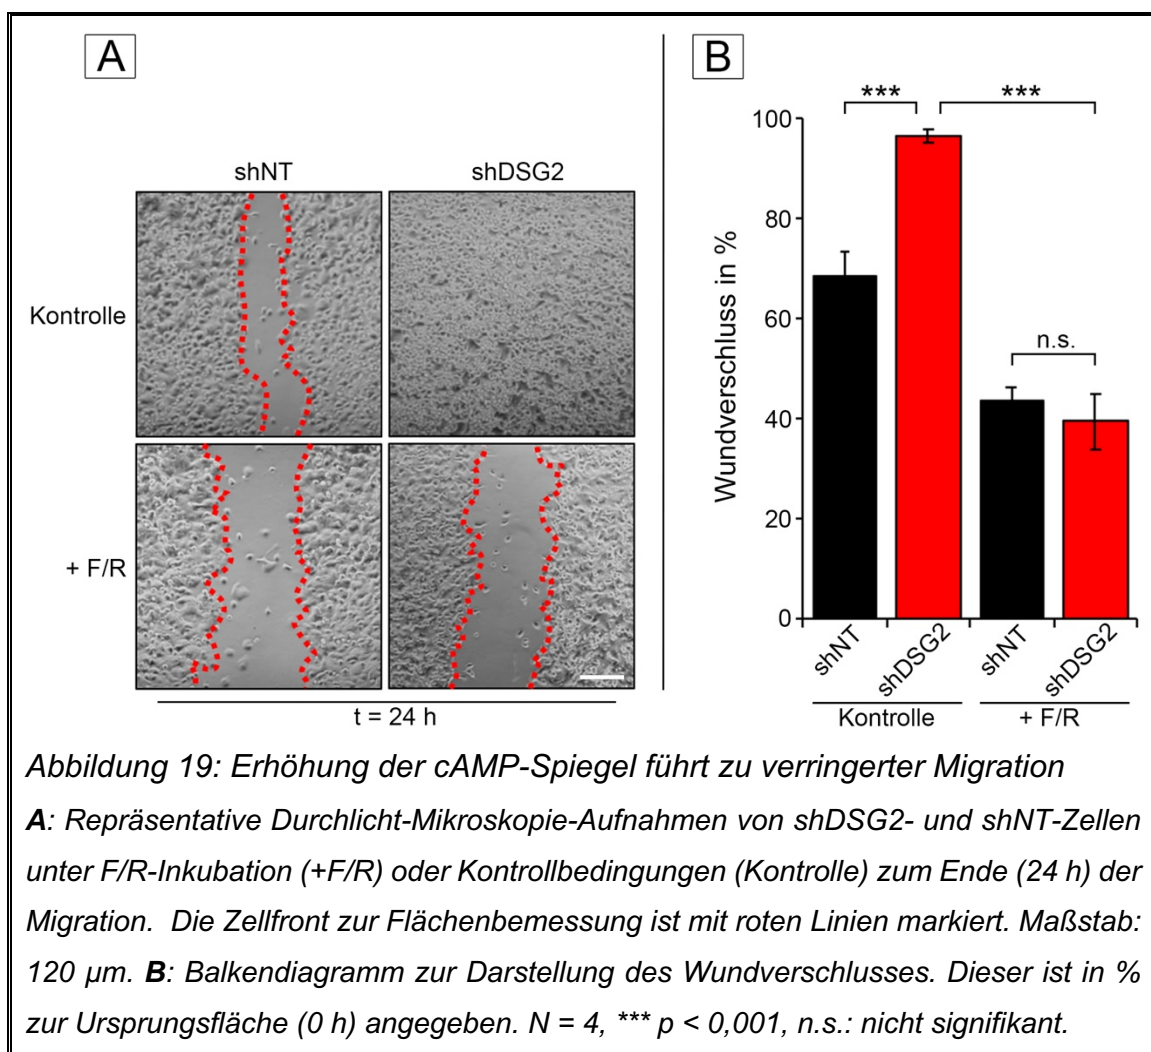 A
shNT
shDSG2
Kontrolle
+ F/R
t = 24 h
B
***
***
n.s.
Wundverschluss in %
100
80
60
40
20
0
shNT
shDSG2
shNT
shDSG2
Kontrolle
+ F/R
Abbildung 19: Erhöhung der cAMP-Spiegel führt zu verringerter Migration
A: Repräsentative Durchlicht-Mikroskopie-Aufnahmen von shDSG2- und shNT-Zellen
unter F/R-Inkubation (+F/R) oder Kontrollbedingungen (Kontrolle) zum Ende (24 h) der
Migration. Die Zellfront zur Flächenbemessung ist mit roten Linien markiert. Maßstab:
120 µm. B: Balkendiagramm zur Darstellung des Wundverschlusses. Dieser ist in %
zur Ursprungsfläche (0 h) angegeben. N = 4, *** p < 0,001, n.s.: nicht signifikant.